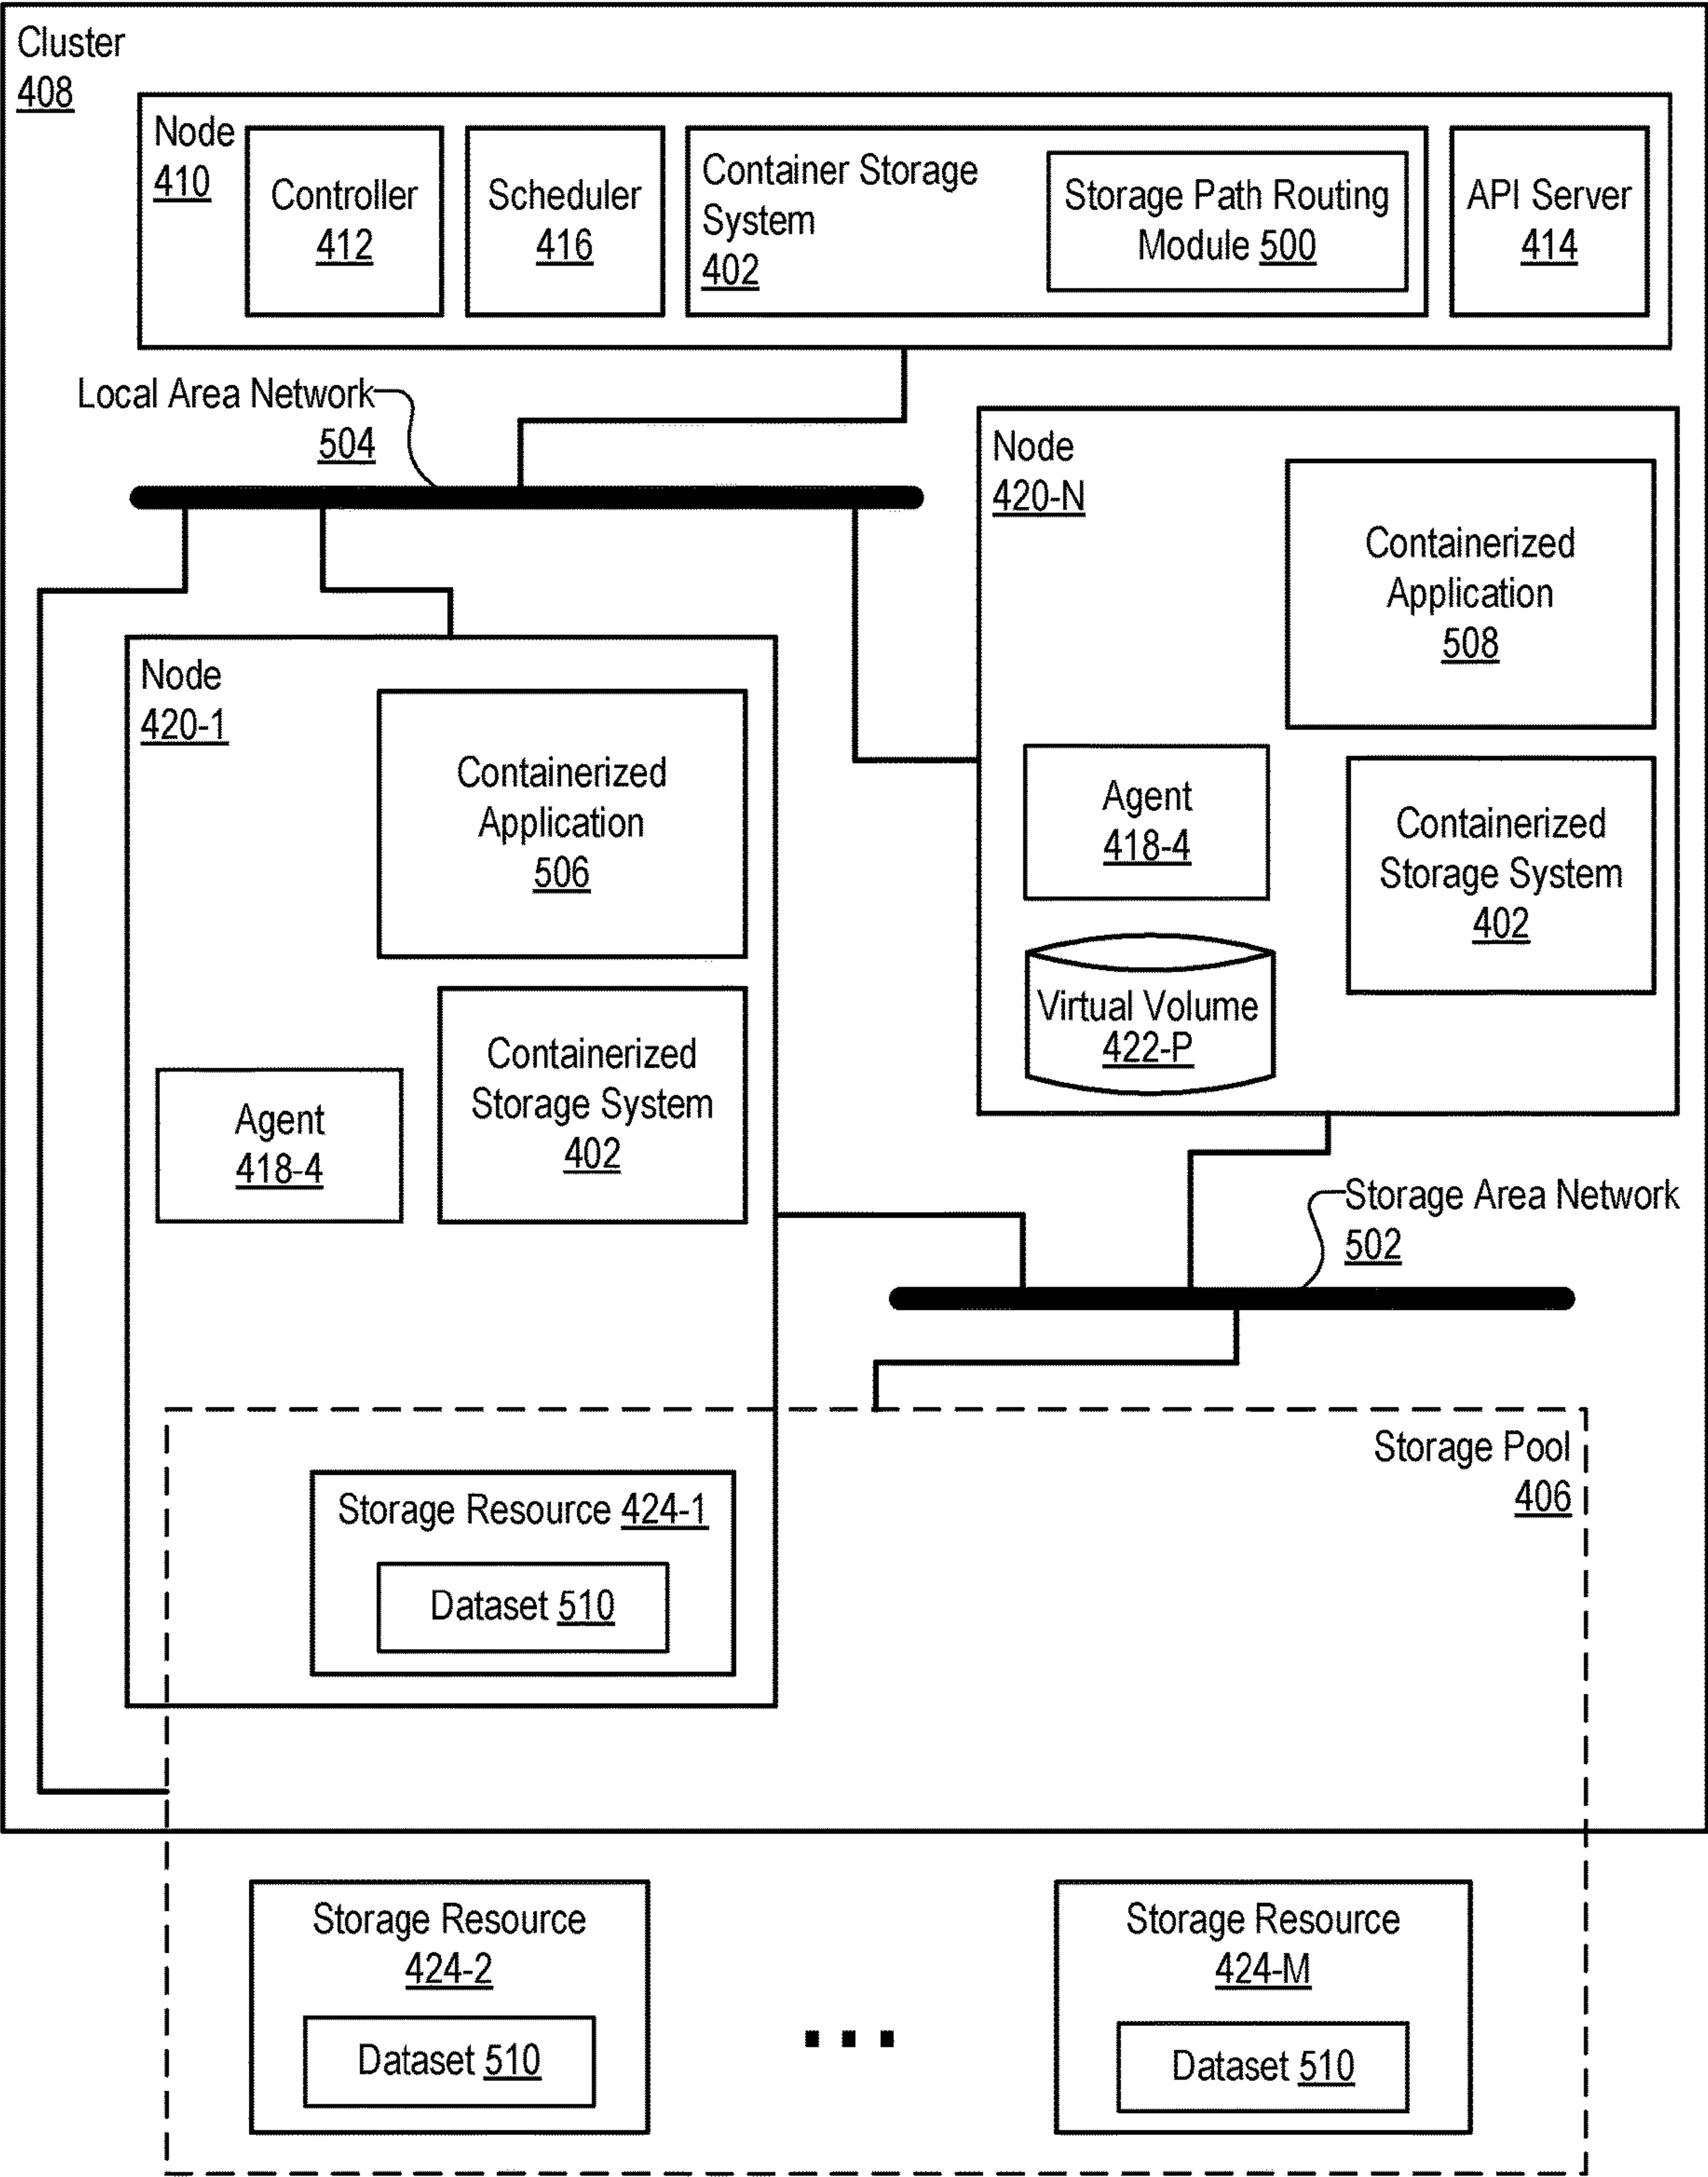 Cluster
408
Node
410
Controller
412
Scheduler
416
Container Storage
System
402
Storage Path Routing
Module 500
API Server
414
Local Area Network
504
Node
420-N
Containerized
Application
508
Agent
418-4
Containerized
Storage System
402
Virtual Volume
422-P
Node
420-1
Containerized
Application
506
Containerized
Storage System
402
Agent
418-4
Storage Area Network
502
Storage Pool
406
Storage Resource 424-1
Dataset 510
Storage Resource
424-2
Dataset 510
...
Storage Resource
424-M
Dataset 510